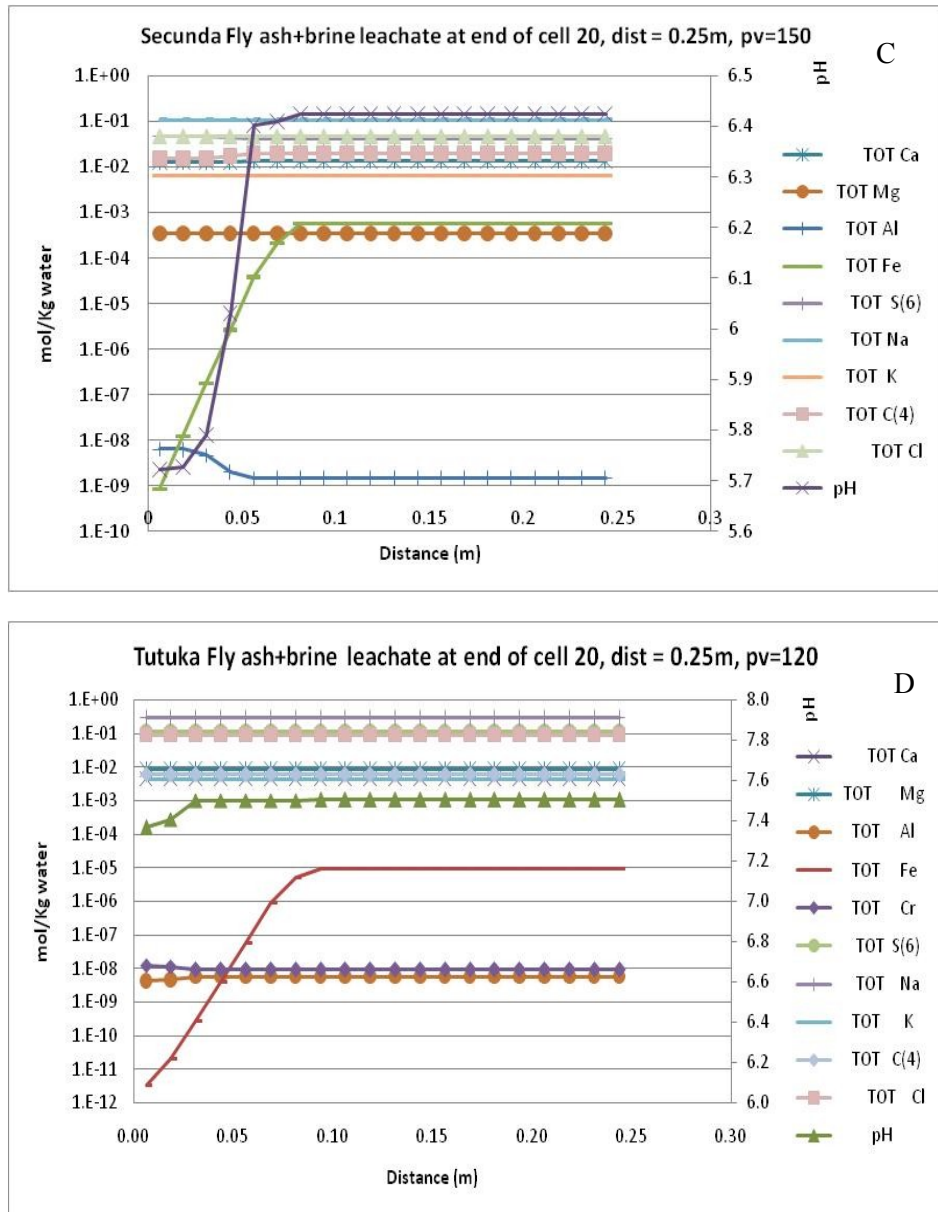 Secunda Fly ash+brine leachate at end of cell 20, dist = 0.25m, pv=150
C
pH
mol/Kg water
1.E+00
1.E-01
1.E-02
1.E-03
1.E-04
1.E-05
1.E-06
1.E-07
1.E-08
1.E-09
1.E-10
6.5
6.4
6.3
6.2
6.1
6
5.9
5.8
5.7
5.6
0
0.05
0.1
0.15
0.2
0.25
0.3
Distance (m)
TOT Ca
TOT Mg
TOT Al
TOT Fe
TOT S(6)
TOT Na
TOT K
TOT C(4)
TOT Cl
pH
Tutuka Fly ash+brine leachate at end of cell 20, dist = 0.25m, pv=120
D
pH
mol/Kg water
1.E+00
1.E-01
1.E-02
1.E-03
1.E-04
1.E-05
1.E-06
1.E-07
1.E-08
1.E-09
1.E-10
1.E-11
1.E-12
8.0
7.8
7.6
7.4
7.2
7.0
6.8
6.6
6.4
6.2
6.0
0.00
0.05
0.10
0.15
0.20
0.25
0.30
Distance (m)
TOT Ca
TOT Mg
TOT Al
TOT Fe
TOT Cr
TOT S(6)
TOT Na
TOT K
TOT C(4)
TOT Cl
pH